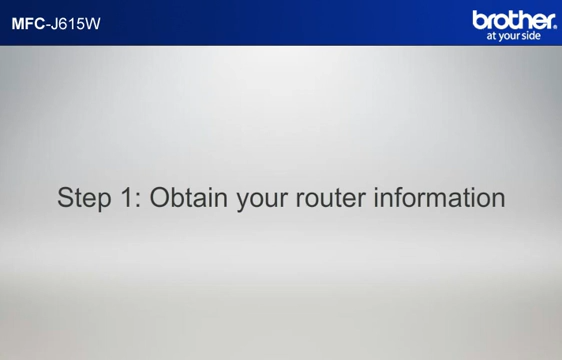 MFC-J615W
brother
at your side
Step 1: Obtain your router information